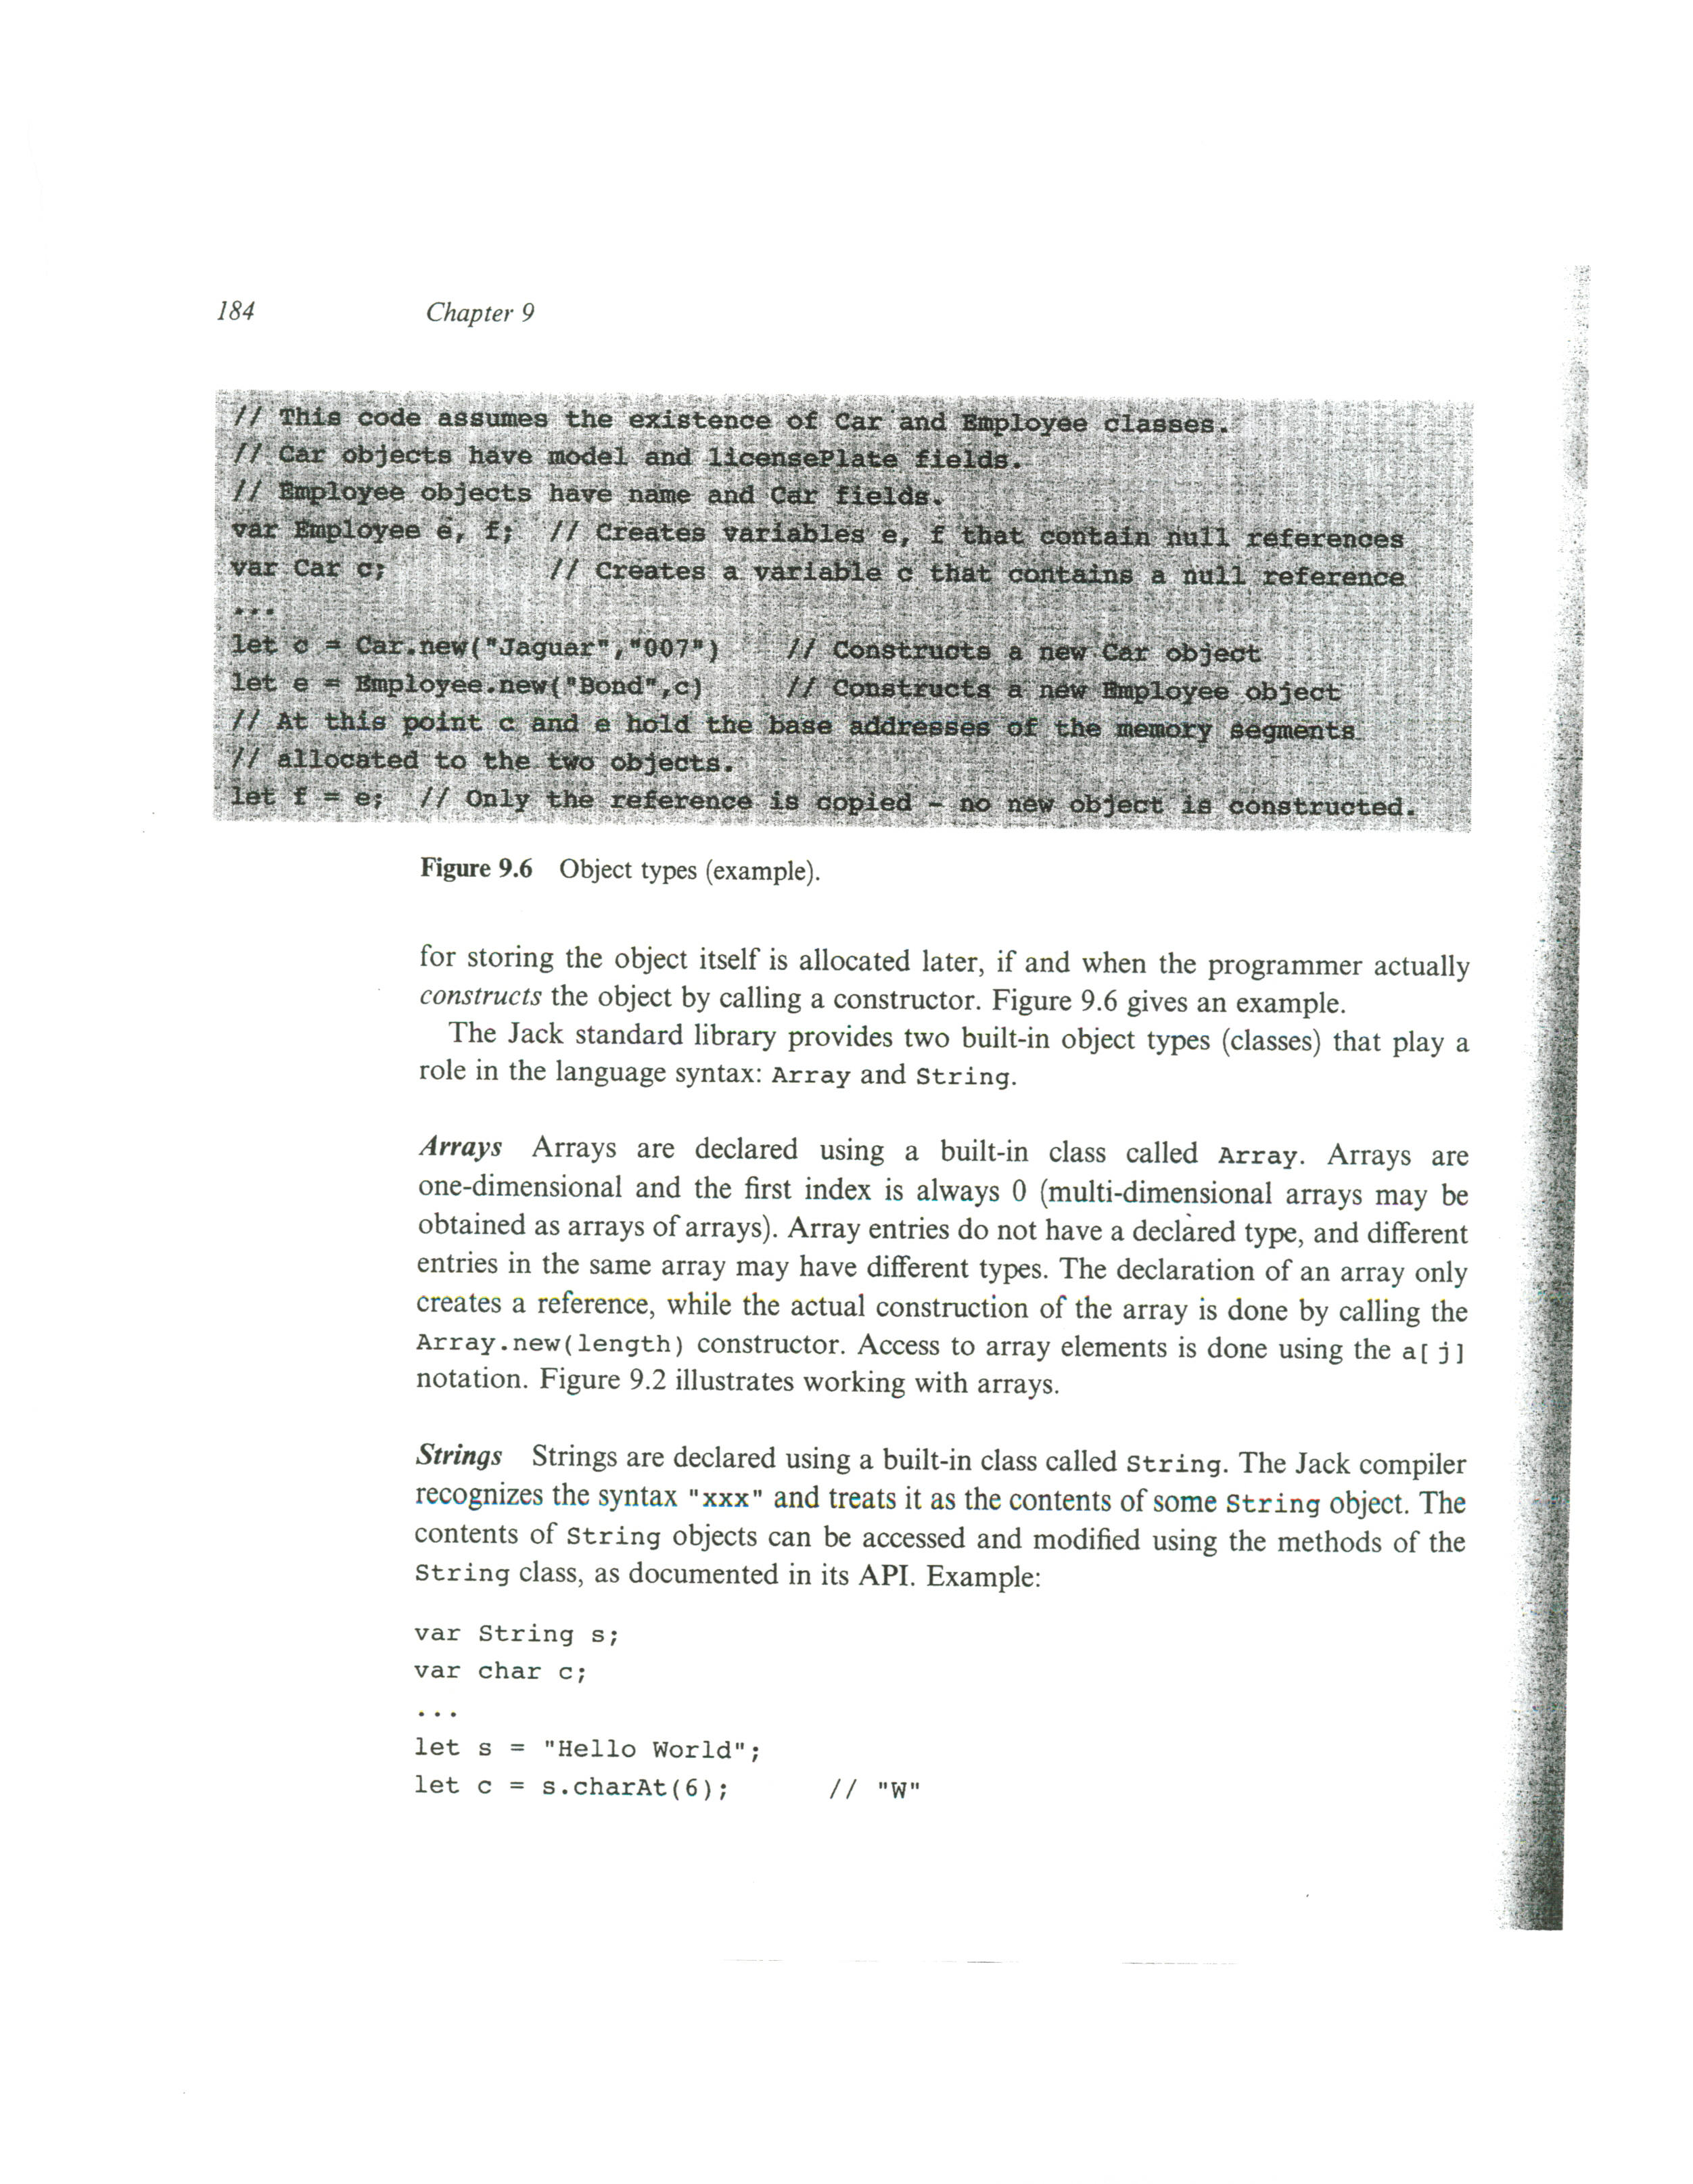 184 Chapter 9
// This code assumes the existence of Car and Employee classes.
// Car objects have model and licensePlate fields.
// Employee objects have name and Car fields.
var Employee e, f;  // Creates variables e, f that contain null references
var Car c;          // Creates a variable c that contains a null reference
...
let c = Car.new("Jaguar","007")    // Constructs a new Car object
let e = Employee.new("Bond",c)     // Constructs a new Employee object
// At this point c and e hold the base addresses of the memory segments
// allocated to the two objects.
let f = e;  // Only the reference is copied – no new object is constructed.
Figure 9.6 Object types (example).
for storing the object itself is allocated later, if and when the programmer actually
constructs the object by calling a constructor. Figure 9.6 gives an example.
The Jack standard library provides two built-in object types (classes) that play a
role in the language syntax: Array and String.
Arrays Arrays are declared using a built-in class called Array. Arrays are
one-dimensional and the first index is always 0 (multi-dimensional arrays may be
obtained as arrays of arrays). Array entries do not have a declared type, and different
entries in the same array may have different types. The declaration of an array only
creates a reference, while the actual construction of the array is done by calling the
Array.new(length) constructor. Access to array elements is done using the a[j]
notation. Figure 9.2 illustrates working with arrays.
Strings Strings are declared using a built-in class called String. The Jack compiler
recognizes the syntax "xxx" and treats it as the contents of some String object. The
contents of String objects can be accessed and modified using the methods of the
String class, as documented in its API. Example:
var String s;
var char c;
...
let s = "Hello World";
let c = s.charAt(6);      // "W"